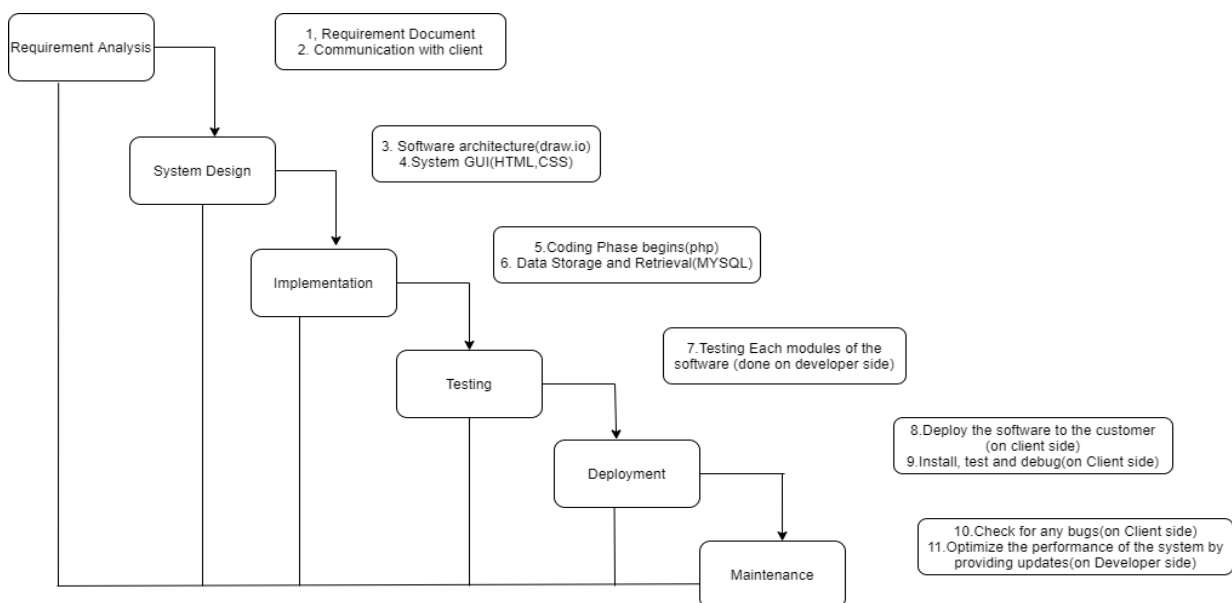 Requirement Analysis
1, Requirement Document
2. Communication with client
System Design
3. Software architecture(draw.io)
4.System GUI(HTML,CSS)
Implementation
5.Coding Phase begins(php)
6. Data Storage and Retrieval(MYSQL)
Testing
7.Testing Each modules of the
software (done on developer side)
Deployment
8.Deploy the software to the customer
(on client side)
9.Install, test and debug(on Client side)
Maintenance
10.Check for any bugs(on Client side)
11.Optimize the performance of the system by
providing updates(on Developer side)